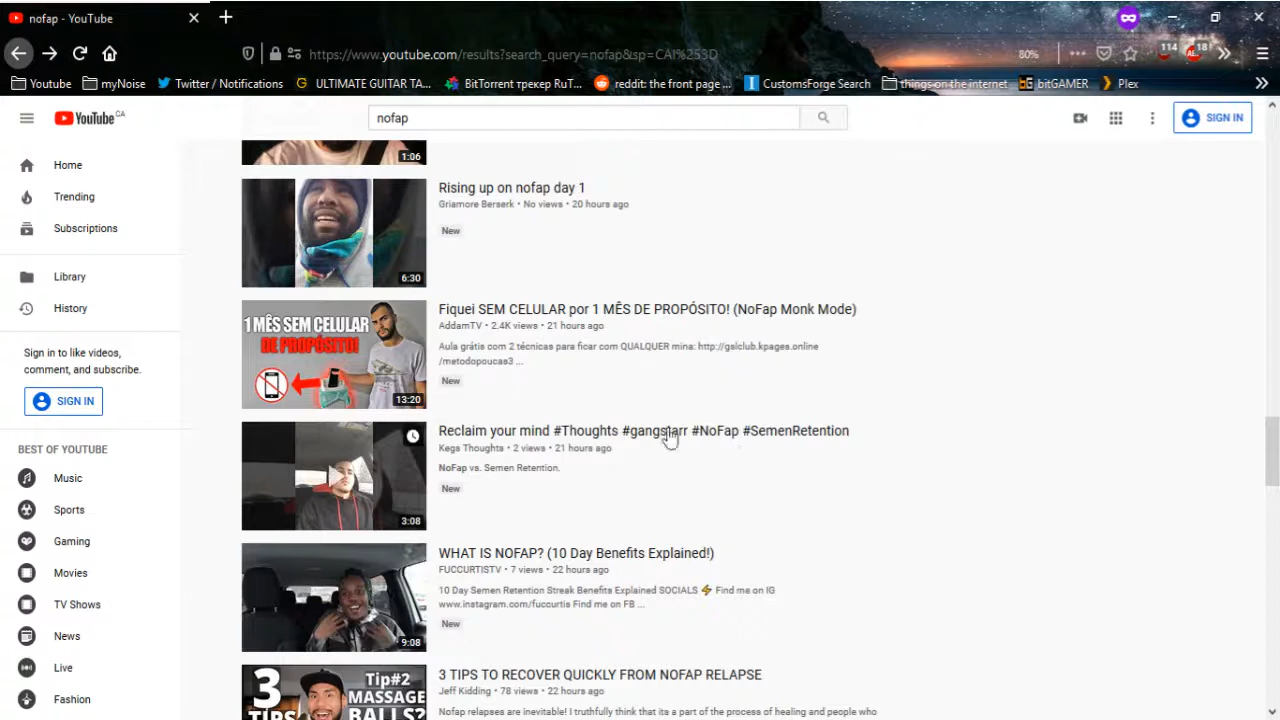 nofap - YouTube
114
18
https://www.youtube.com/results?search_query=nofap&sp=CAI%253D
80%
Youtube
myNoise
Twitter / Notifications
ULTIMATE GUITAR TA...
BitTorrent трекер RuT...
reddit: the front page ...
CustomsForge Search
things on the internet
bitGAMER
Plex
YouTube CA
nofap
SIGN IN
Home
Trending
Subscriptions
Library
History
Sign in to like videos,
comment, and subscribe.
SIGN IN
BEST OF YOUTUBE
Music
Sports
Gaming
Movies
TV Shows
News
Live
Fashion
1:06
Rising up on nofap day 1
Griamore Berserk • No views • 20 hours ago
New
6:30
Fiquei SEM CELULAR por 1 MÊS DE PROPÓSITO! (NoFap Monk Mode)
AddamTV • 2.4K views • 21 hours ago
Aula grátis com 2 técnicas para ficar com QUALQUER mina: http://gslclub.kpages.online
/metodopoucas3 ...
New
1 MÊS SEM CELULAR
DE PROPÓSITO!
13:20
Reclaim your mind #Thoughts #gangstarr #NoFap #SemenRetention
Kegs Thoughts • 2 views • 21 hours ago
NoFap vs. Semen Retention.
New
3:08
WHAT IS NOFAP? (10 Day Benefits Explained!)
FUCCURTISTV • 7 views • 22 hours ago
10 Day Semen Retention Streak Benefits Explained SOCIALS ⚡ Find me on IG
www.instagram.com/fuccurtis Find me on FB ...
New
9:08
3 TIPS TO RECOVER QUICKLY FROM NOFAP RELAPSE
Jeff Kidding • 78 views • 22 hours ago
Nofap relapses are inevitable! I truthfully think that its a part of the process of healing and people who
3
TIPS
Tip#2
MASSAGE
BALLS?